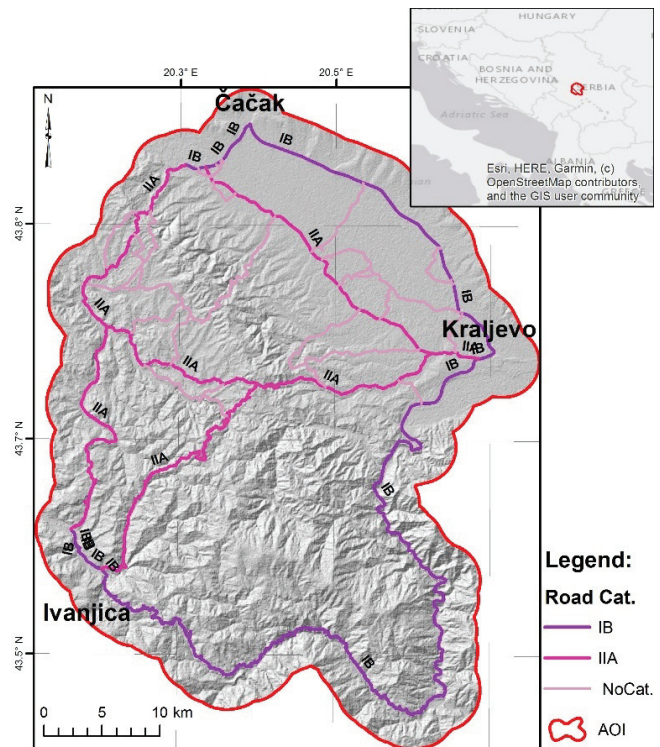 HUNGARY
SLOVENIA
CROATIA
BOSNIA AND
HERZEGOVINA
SERBIA
Adriatic Sea
ALBANIA
GREECE
Esri, HERE, Garmin, (c)
OpenStreetMap contributors,
and the GIS user community
20.3° E
20.5° E
Čačak
IB
IB
IB
IB
IIA
43.8° N
IIA
IB
Kraljevo
IIA
IB
IB
IIA
IIA
IIA
43.7° N
IIA
IB
IB
IB
IB
IB
Ivanjica
IB
43.5° N
0 5 10 km
Legend:
Road Cat.
IB
IIA
NoCat.
AOI